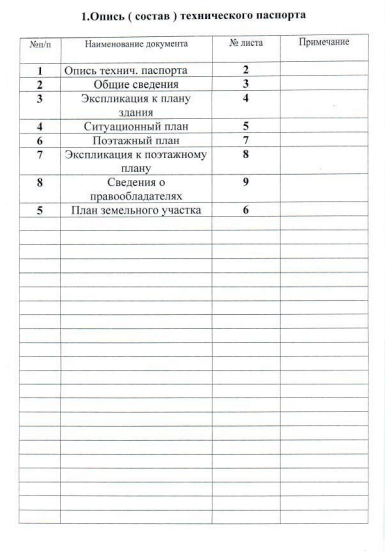 1.Опись ( состав ) технического паспорта
№п/п Наименование документа № листа Примечание
1 Опись технич. паспорта 2
2 Общие сведения 3
3 Экспликация к плану 4
здания
4 Ситуационный план 5
6 Поэтажный план 7
7 Экспликация к поэтажному 8
плану
8 Сведения о 9
правообладателях
5 План земельного участка 6